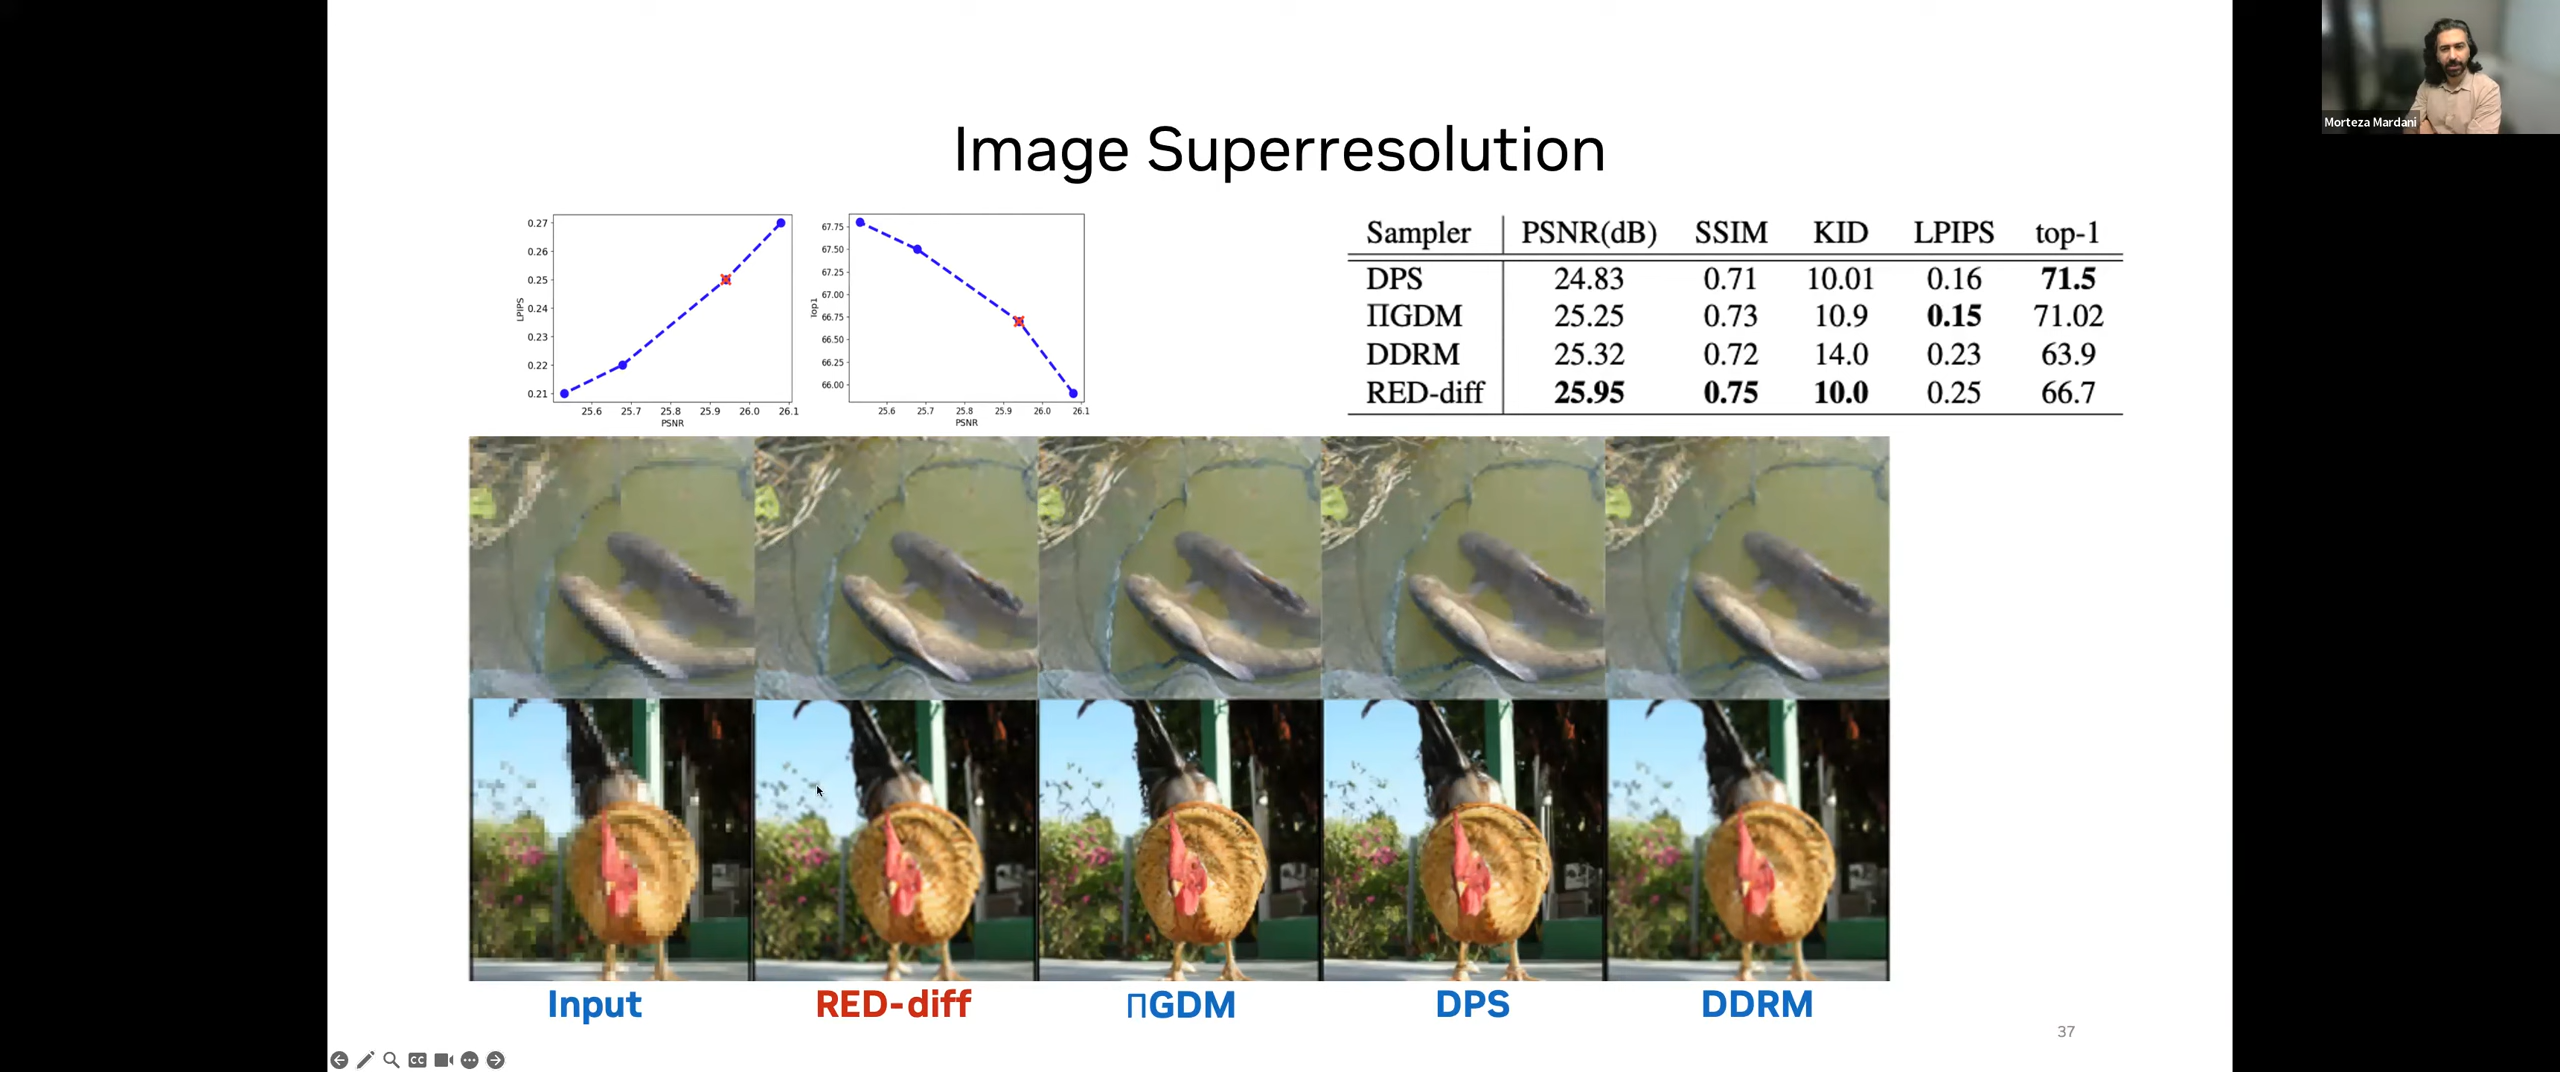 Morteza Mardani
Image Superresolution
LPIPS
0.27
0.26
0.25
0.24
0.23
0.22
0.21
25.6 25.7 25.8 25.9 26.0 26.1
PSNR
Top1
67.75
67.50
67.25
67.00
66.75
66.50
66.25
66.00
25.6 25.7 25.8 25.9 26.0 26.1
PSNR
Sampler PSNR(dB) SSIM KID LPIPS top-1
DPS 24.83 0.71 10.01 0.16 71.5
ΠGDM 25.25 0.73 10.9 0.15 71.02
DDRM 25.32 0.72 14.0 0.23 63.9
RED-diff 25.95 0.75 10.0 0.25 66.7
Input RED-diff ΠGDM DPS DDRM
37
CC